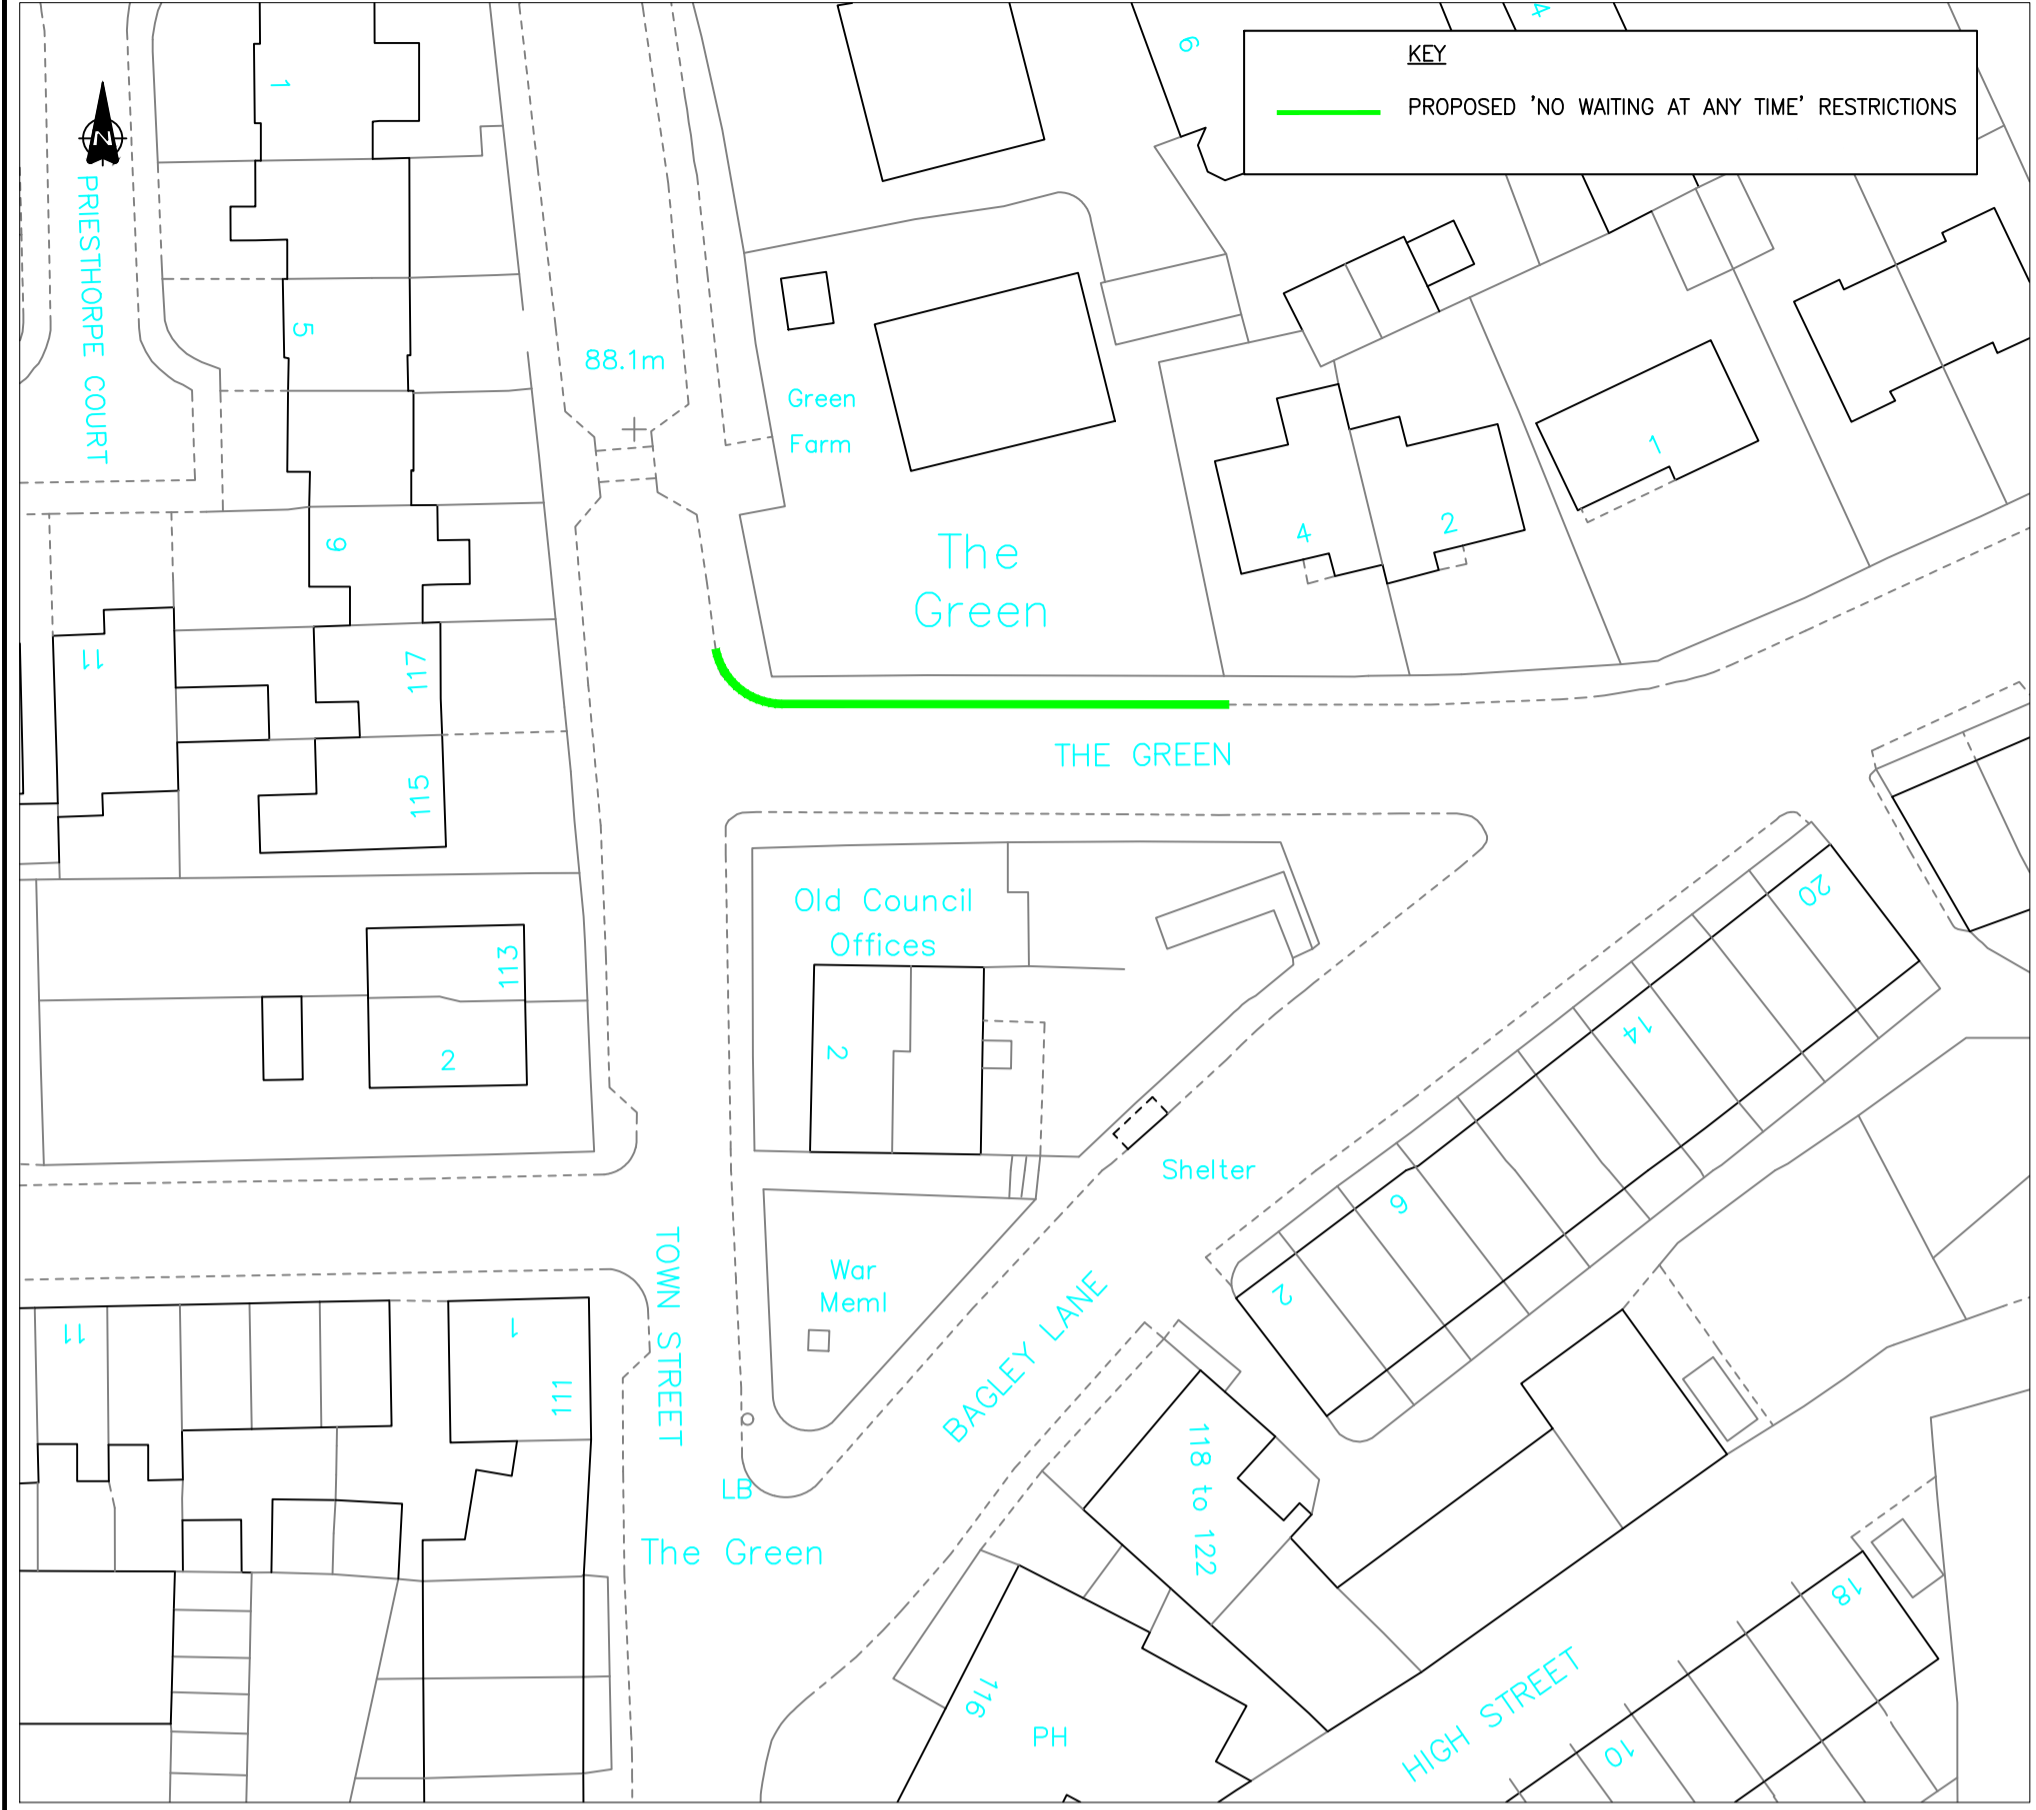 KEY
PROPOSED 'NO WAITING AT ANY TIME' RESTRICTIONS
N
PRIESTHORPE COURT
1
5
9
11
117
115
113
2
88.1m
Green
Farm
6
4
The
Green
4
2
1
THE GREEN
Old Council
Offices
2
Shelter
20
14
6
2
War
Meml
TOWN STREET
BAGLEY LANE
11
1
111
LB
The Green
118 to 122
116
PH
HIGH STREET
18
10